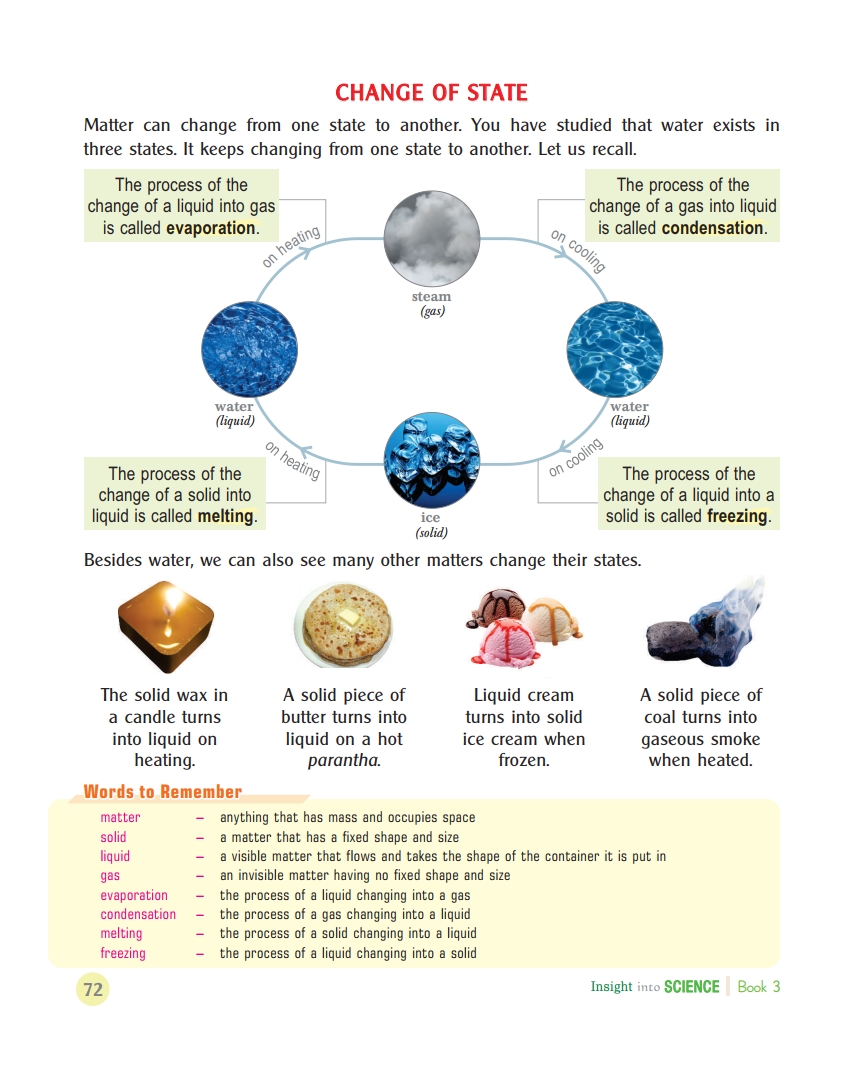 CHANGE OF STATE
Matter can change from one state to another. You have studied that water exists in
three states. It keeps changing from one state to another. Let us recall.
The process of the
change of a liquid into gas
is called evaporation.
The process of the
change of a gas into liquid
is called condensation.
on heating
on cooling
steam
(gas)
water
(liquid)
water
(liquid)
on heating
on cooling
The process of the
change of a solid into
liquid is called melting.
The process of the
change of a liquid into a
solid is called freezing.
ice
(solid)
Besides water, we can also see many other matters change their states.
The solid wax in
a candle turns
into liquid on
heating.
A solid piece of
butter turns into
liquid on a hot
parantha.
Liquid cream
turns into solid
ice cream when
frozen.
A solid piece of
coal turns into
gaseous smoke
when heated.
Words to Remember
matter – anything that has mass and occupies space
solid – a matter that has a fixed shape and size
liquid – a visible matter that flows and takes the shape of the container it is put in
gas – an invisible matter having no fixed shape and size
evaporation – the process of a liquid changing into a gas
condensation – the process of a gas changing into a liquid
melting – the process of a solid changing into a liquid
freezing – the process of a liquid changing into a solid
72
Insight into SCIENCE | Book 3